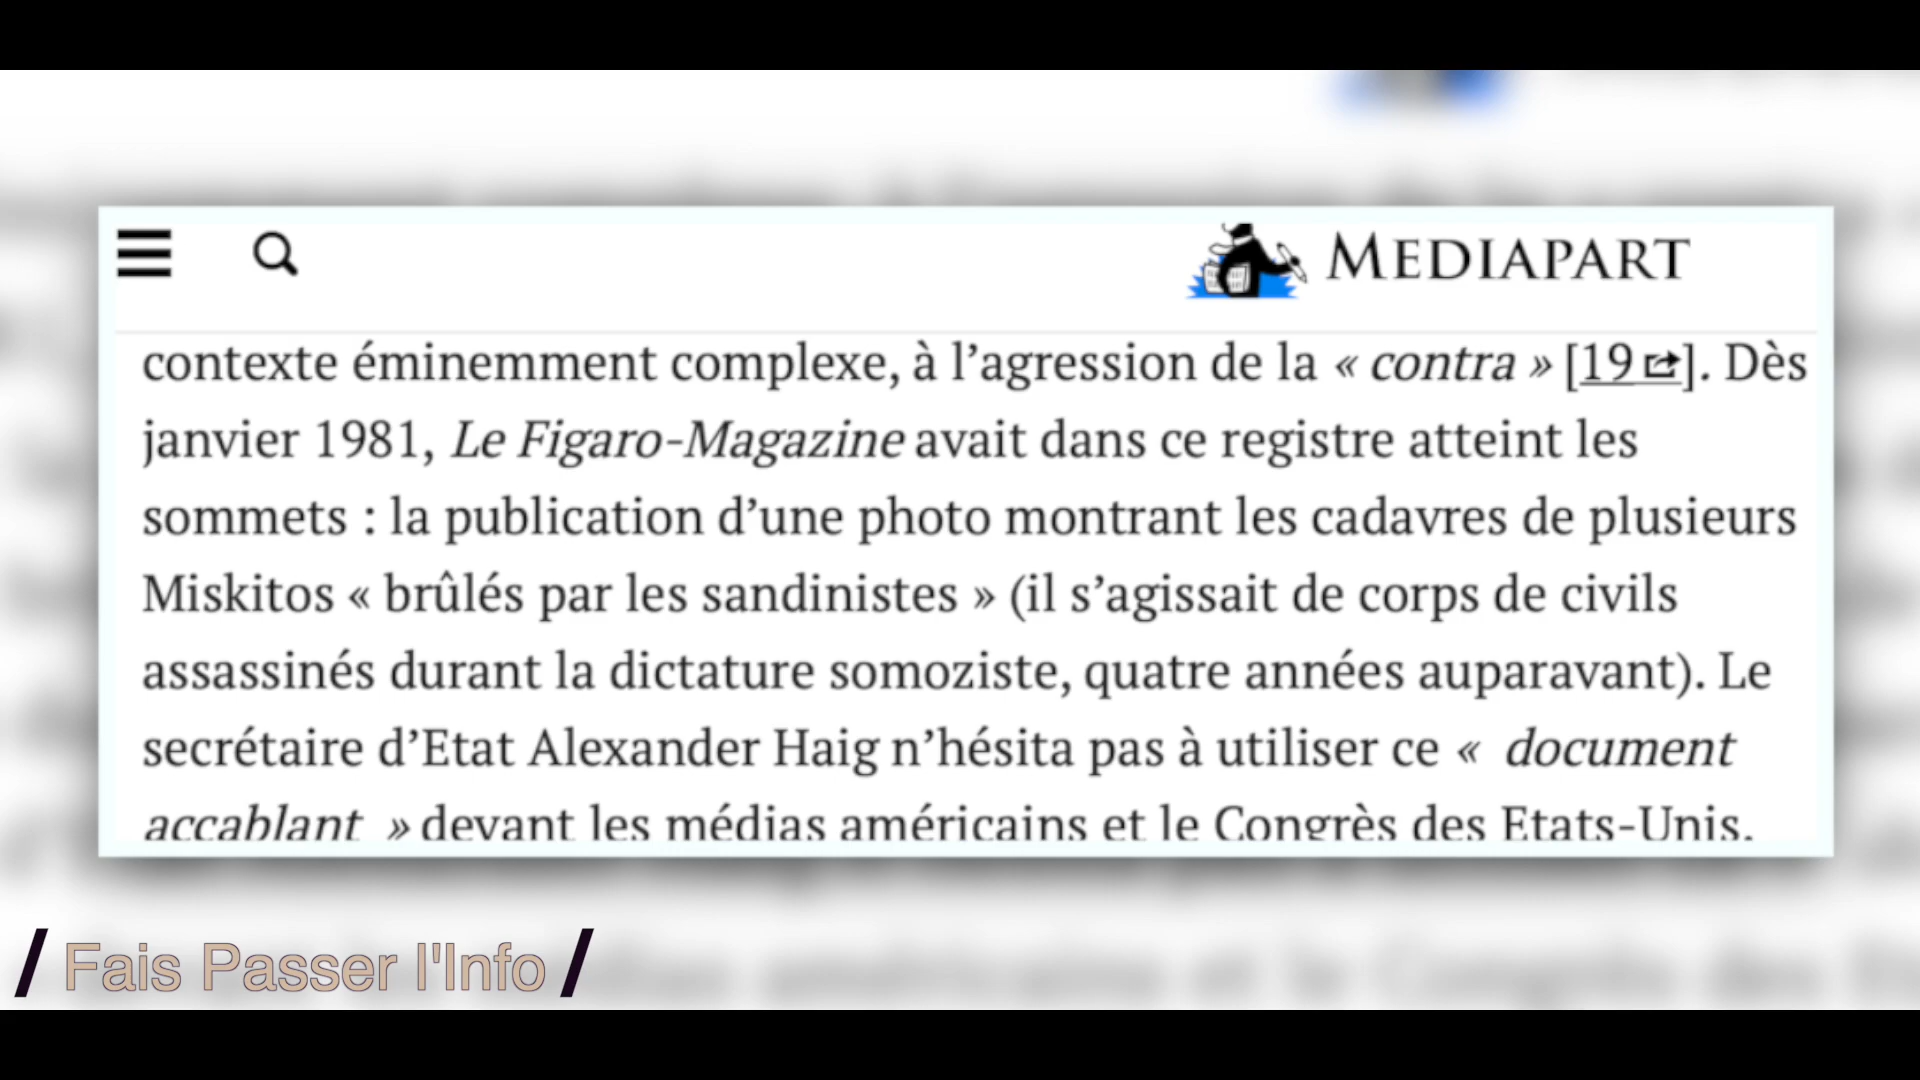 MEDIAPART
contexte éminemment complexe, à l’agression de la « contra » [19]. Dès
janvier 1981, Le Figaro-Magazine avait dans ce registre atteint les
sommets : la publication d’une photo montrant les cadavres de plusieurs
Miskitos « brûlés par les sandinistes » (il s’agissait de corps de civils
assassinés durant la dictature somoziste, quatre années auparavant). Le
secrétaire d’Etat Alexander Haig n’hésita pas à utiliser ce « document
accablant » devant les médias américains et le Congrès des Etats-Unis.
/ Fais Passer l'Info /